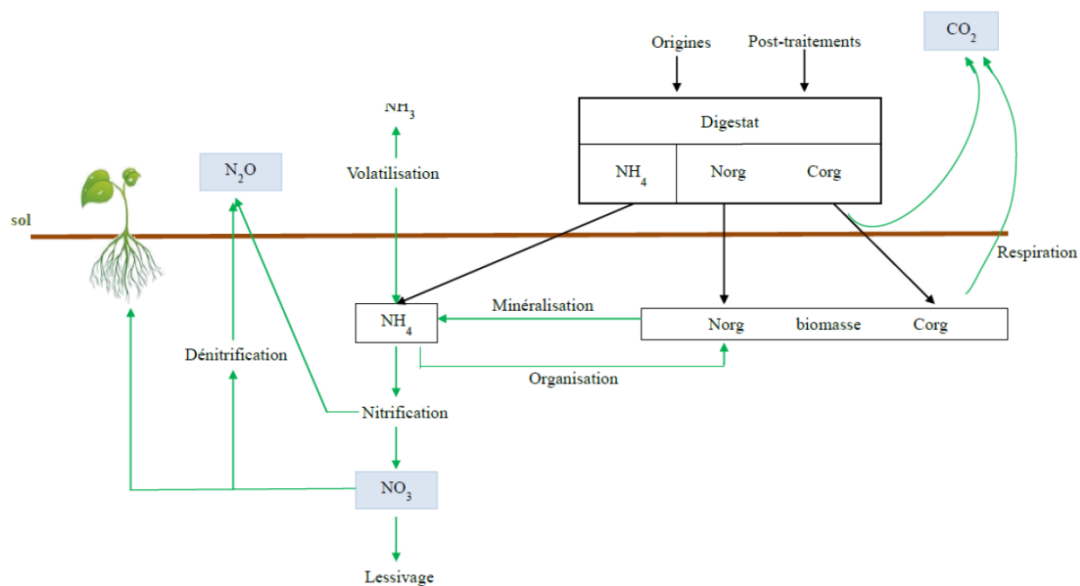 CO2
Origines Post-traitements
Digestat
NH3
Volatilisation
NH4 Norg Corg
N2O
sol
Respiration
Minéralisation
NH4
Norg biomasse Corg
Dénitrification
Organisation
Nitrification
NO3
Lessivage